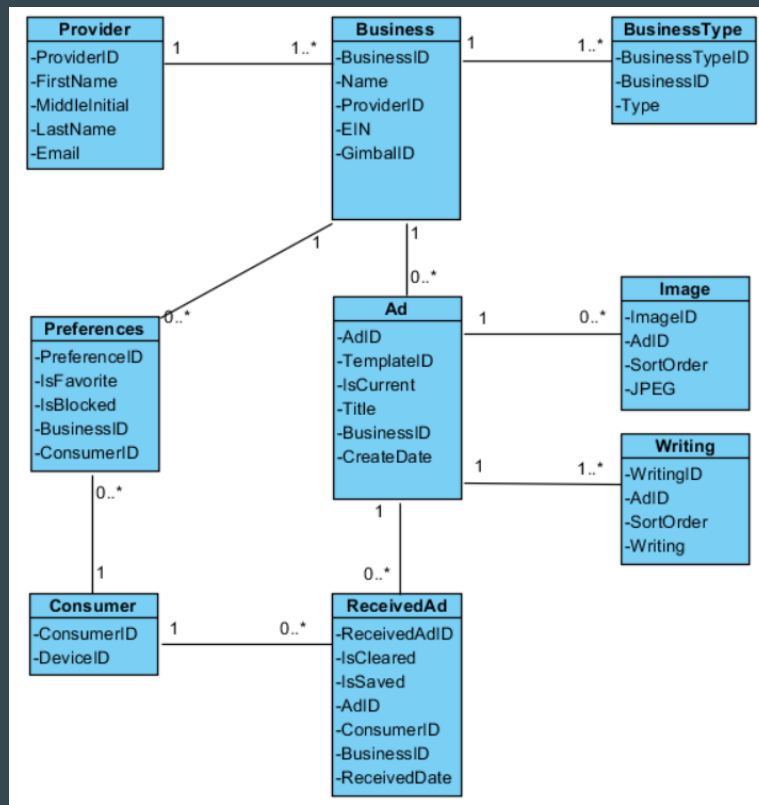 Provider
-ProviderID
-FirstName
-MiddleInitial
-LastName
-Email
1
1..*
Business
-BusinessID
-Name
-ProviderID
-EIN
-GimbalID
1
1..*
BusinessType
-BusinessTypeID
-BusinessID
-Type
1
0..*
1
0..*
Preferences
-PreferenceID
-IsFavorite
-IsBlocked
-BusinessID
-ConsumerID
Ad
-AdID
-TemplateID
-IsCurrent
-Title
-BusinessID
-CreateDate
1
0..*
Image
-ImageID
-AdID
-SortOrder
-JPEG
1
1..*
Writing
-WritingID
-AdID
-SortOrder
-Writing
0..*
1
1
0..*
Consumer
-ConsumerID
-DeviceID
1
0..*
ReceivedAd
-ReceivedAdID
-IsCleared
-IsSaved
-AdID
-ConsumerID
-BusinessID
-ReceivedDate